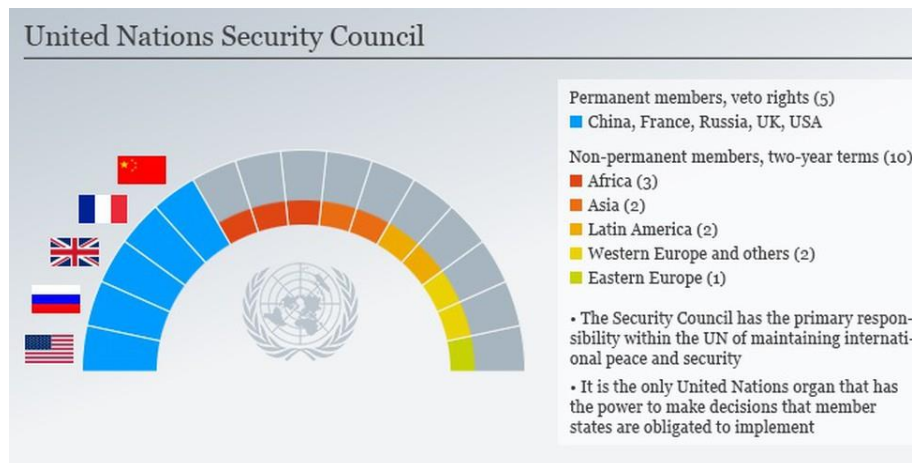 United Nations Security Council
Permanent members, veto rights (5)
China, France, Russia, UK, USA
Non-permanent members, two-year terms (10)
Africa (3)
Asia (2)
Latin America (2)
Western Europe and others (2)
Eastern Europe (1)
• The Security Council has the primary respon-
sibility within the UN of maintaining internati-
onal peace and security
• It is the only United Nations organ that has
the power to make decisions that member
states are obligated to implement